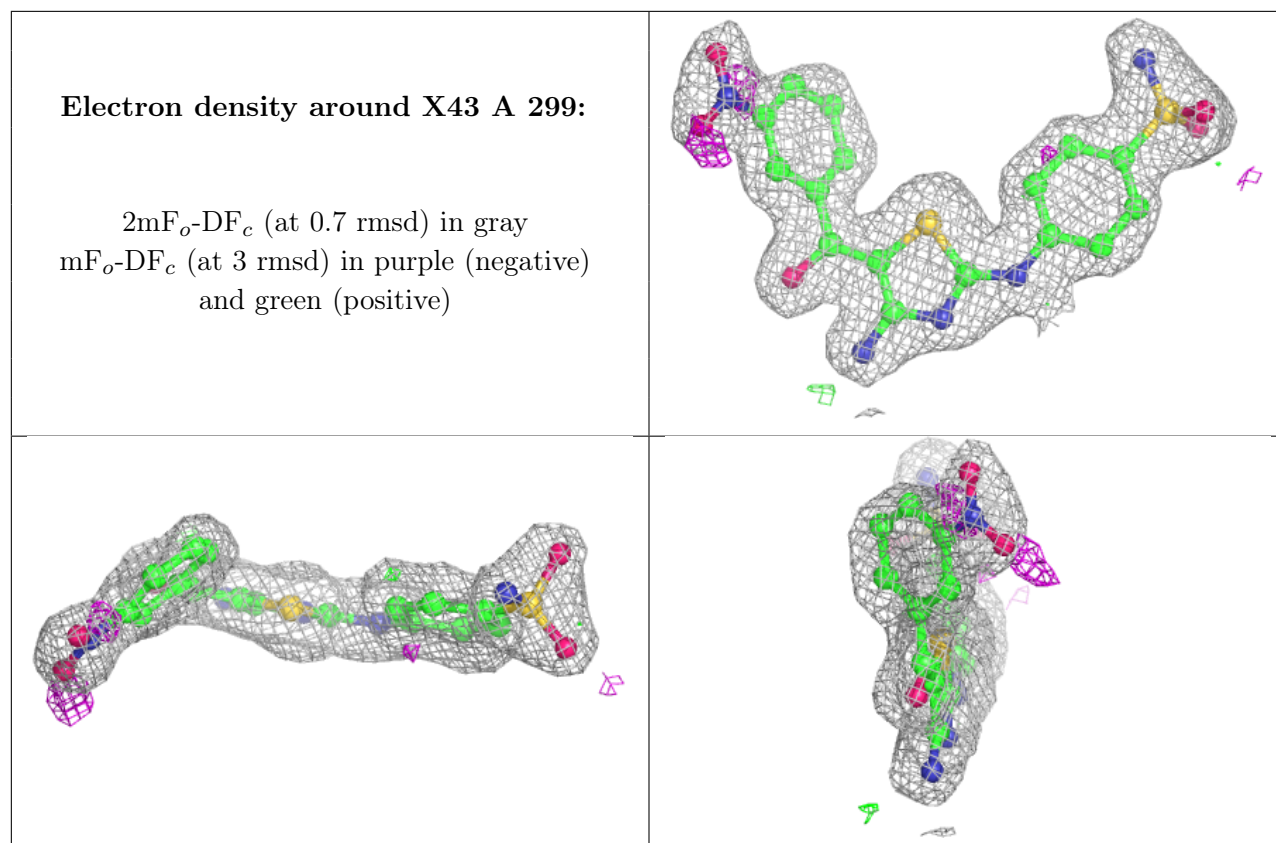 Electron density around X43 A 299:
2mFₒ-DF𝑐 (at 0.7 rmsd) in gray
mFₒ-DF𝑐 (at 3 rmsd) in purple (negative)
and green (positive)